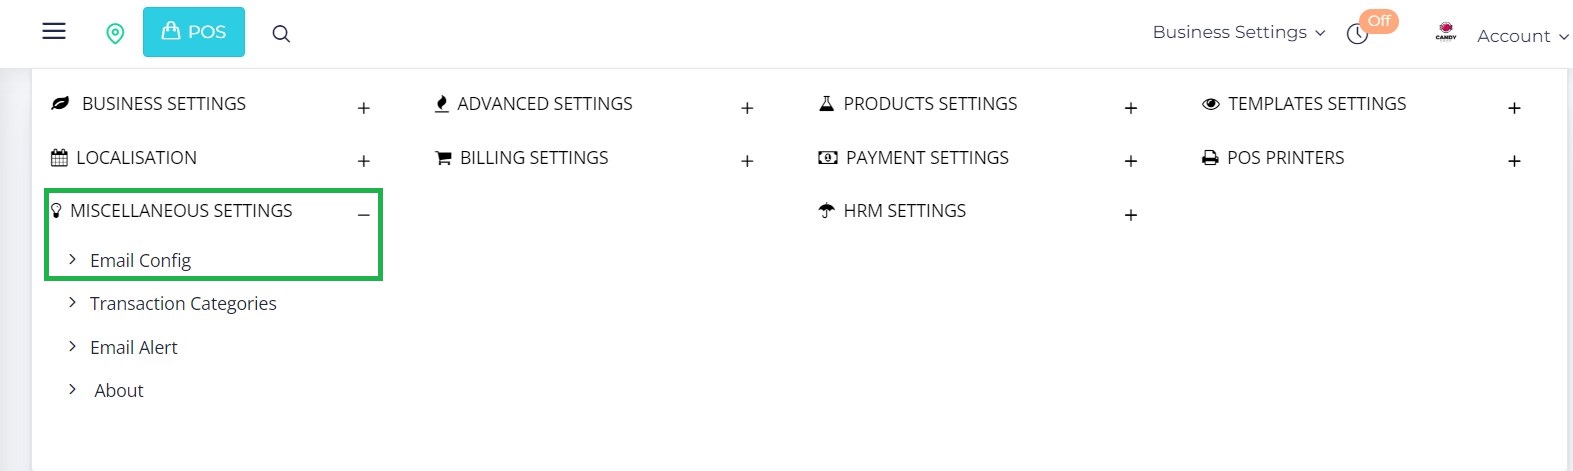 POS
Business Settings
Off
CANDY
Account
BUSINESS SETTINGS
ADVANCED SETTINGS
PRODUCTS SETTINGS
TEMPLATES SETTINGS
LOCALISATION
BILLING SETTINGS
PAYMENT SETTINGS
POS PRINTERS
MISCELLANEOUS SETTINGS
HRM SETTINGS
Email Config
Transaction Categories
Email Alert
About